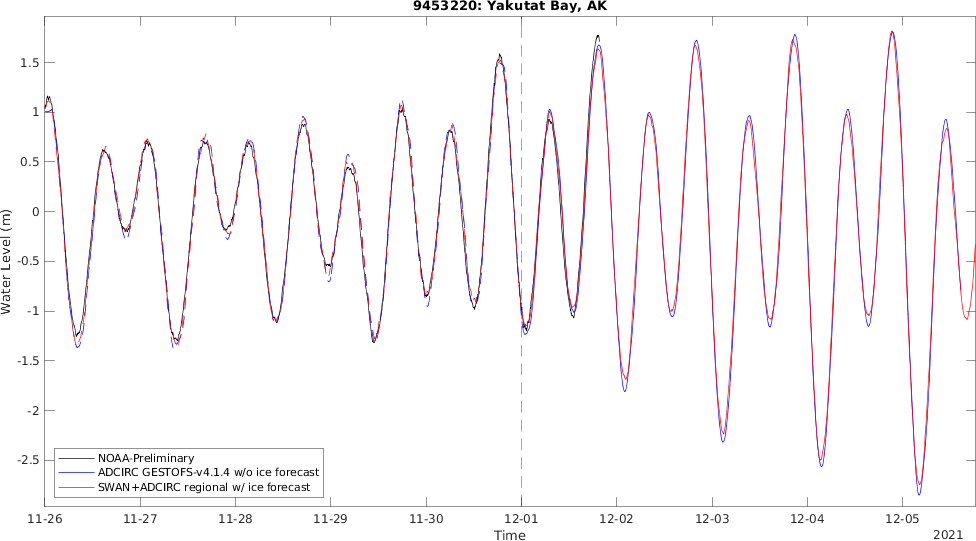 9453220: Yakutat Bay, AK
Water Level (m)
1.5
1
0.5
0
-0.5
-1
-1.5
-2
-2.5
NOAA-Preliminary
ADCIRC GESTOFS-v4.1.4 w/o ice forecast
SWAN+ADCIRC regional w/ ice forecast
11-26 11-27 11-28 11-29 11-30 12-01 12-02 12-03 12-04 12-05
Time
2021